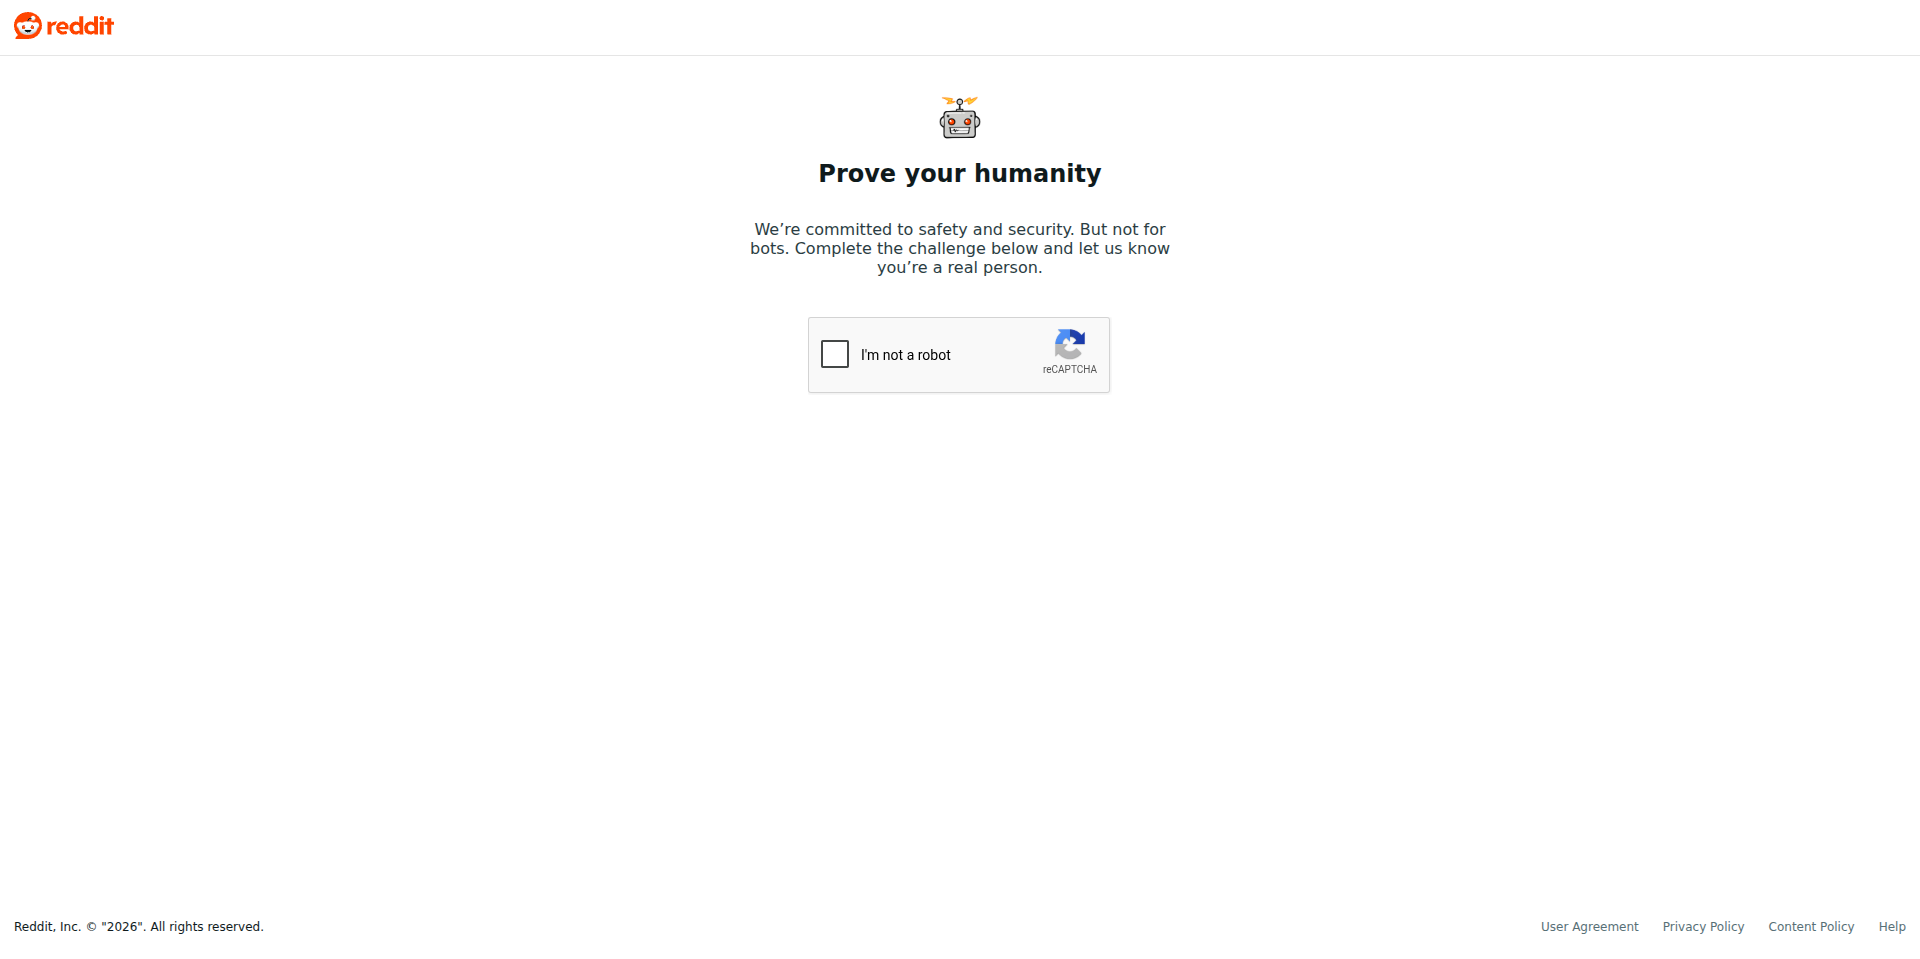 reddit
Prove your humanity
We’re committed to safety and security. But not for
bots. Complete the challenge below and let us know
you’re a real person.
I'm not a robot
reCAPTCHA
Reddit, Inc. © "2026". All rights reserved.
User Agreement Privacy Policy Content Policy Help